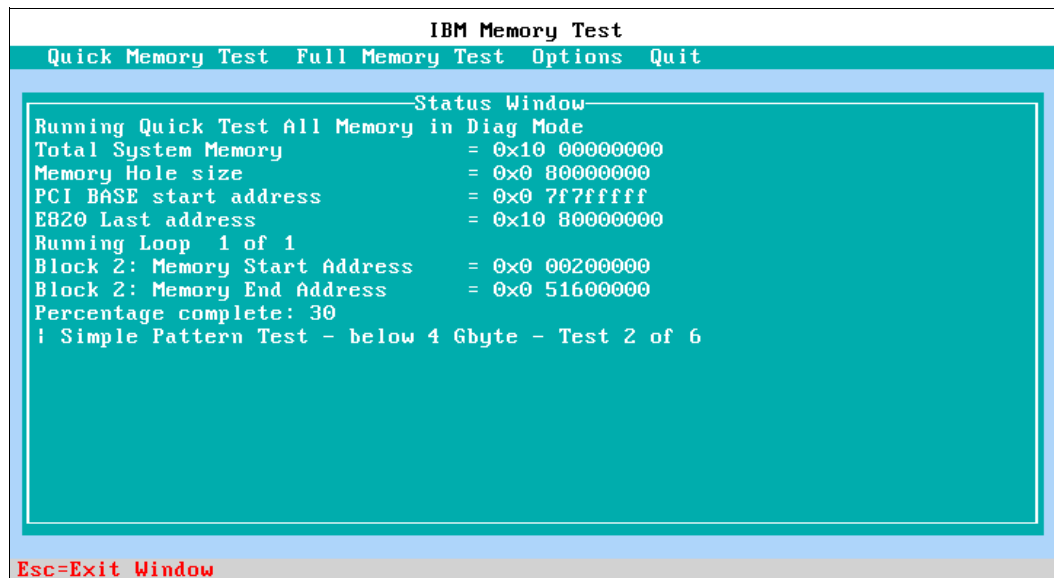 IBM Memory Test
Quick Memory Test Full Memory Test Options Quit
Status Window
Running Quick Test All Memory in Diag Mode
Total System Memory = 0x10 00000000
Memory Hole size = 0x0 80000000
PCI BASE start address = 0x0 7f7fffff
E820 Last address = 0x10 80000000
Running Loop 1 of 1
Block 2: Memory Start Address = 0x0 00200000
Block 2: Memory End Address = 0x0 51600000
Percentage complete: 30
¦ Simple Pattern Test - below 4 Gbyte - Test 2 of 6
Esc=Exit Window